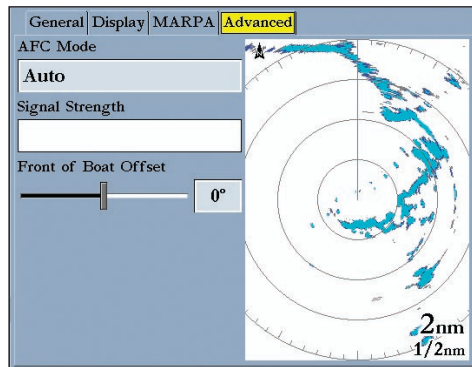 General Display MARPA Advanced
AFC Mode
Auto
Signal Strength
Front of Boat Offset
0°
2nm
1/2nm